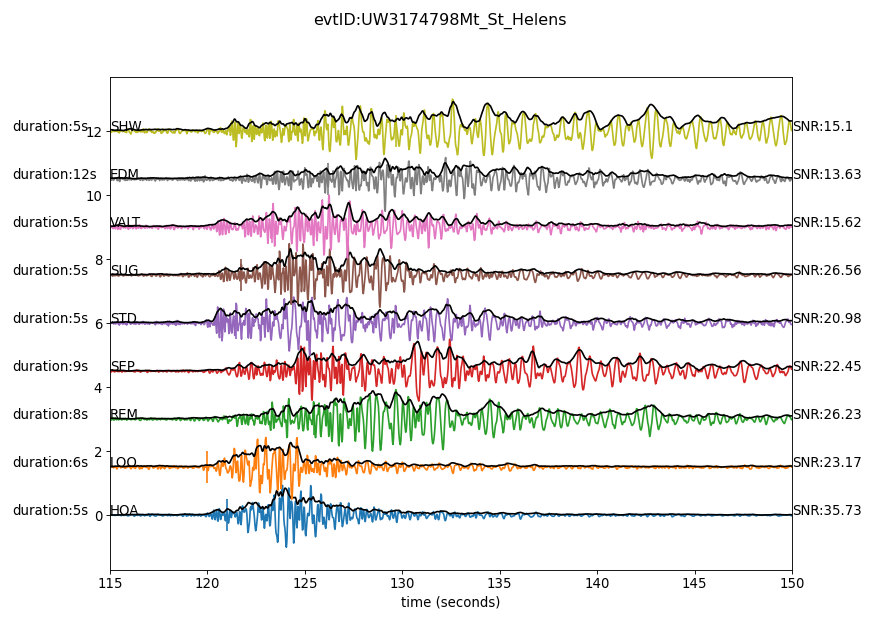 evtID:UW3174798Mt_St_Helens
duration:5s SHW SNR:15.1
12
duration:12s EDM SNR:13.63
10
duration:5s VALT SNR:15.62
8
duration:5s SUG SNR:26.56
duration:5s STD SNR:20.98
6
duration:9s SEP SNR:22.45
4
duration:8s REM SNR:26.23
2
duration:6s LOO SNR:23.17
duration:5s HOA SNR:35.73
0
115 120 125 130 135 140 145 150
time (seconds)